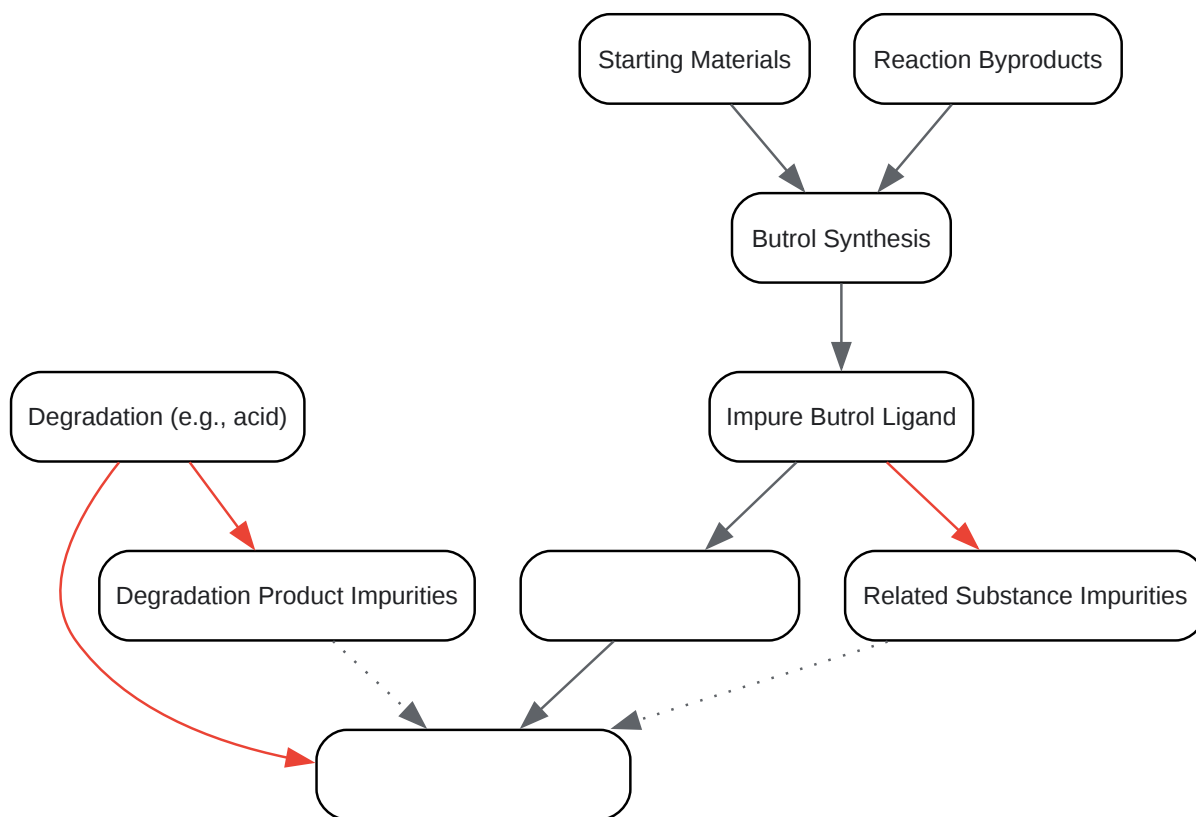 Starting Materials
Reaction Byproducts
Butrol Synthesis
Degradation (e.g., acid)
Impure Butrol Ligand
Degradation Product Impurities
Related Substance Impurities